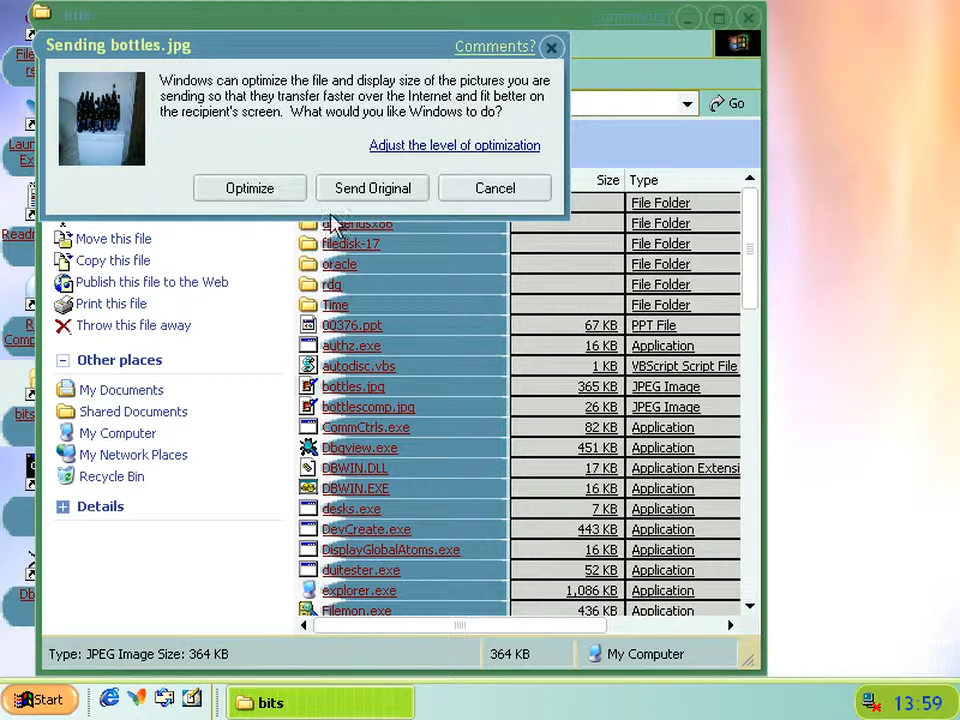 Comments?
Sending bottles.jpg
Comments?
Windows can optimize the file and display size of the pictures you are
sending so that they transfer faster over the Internet and fit better on
the recipient's screen. What would you like Windows to do?
Adjust the level of optimization
Optimize
Send Original
Cancel
Go
Size
Type
File Folder
File Folder
filedisk-17
File Folder
oracle
File Folder
rdg
File Folder
Time
File Folder
00376.ppt
67 KB
PPT File
authz.exe
16 KB
Application
autodisc.vbs
1 KB
VBScript Script File
bottles.jpg
365 KB
JPEG Image
bottlescomp.jpg
26 KB
JPEG Image
CommCtrls.exe
82 KB
Application
Dbgview.exe
451 KB
Application
DBWIN.DLL
17 KB
Application Extensi
DBWIN.EXE
16 KB
Application
desks.exe
7 KB
Application
DevCreate.exe
443 KB
Application
DisplayGlobalAtoms.exe
16 KB
Application
duitester.exe
52 KB
Application
explorer.exe
1,086 KB
Application
Filemon.exe
436 KB
Application
Move this file
Copy this file
Publish this file to the Web
Print this file
Throw this file away
Other places
My Documents
Shared Documents
My Computer
My Network Places
Recycle Bin
Details
Type: JPEG Image Size: 364 KB
364 KB
My Computer
Start
bits
13:59